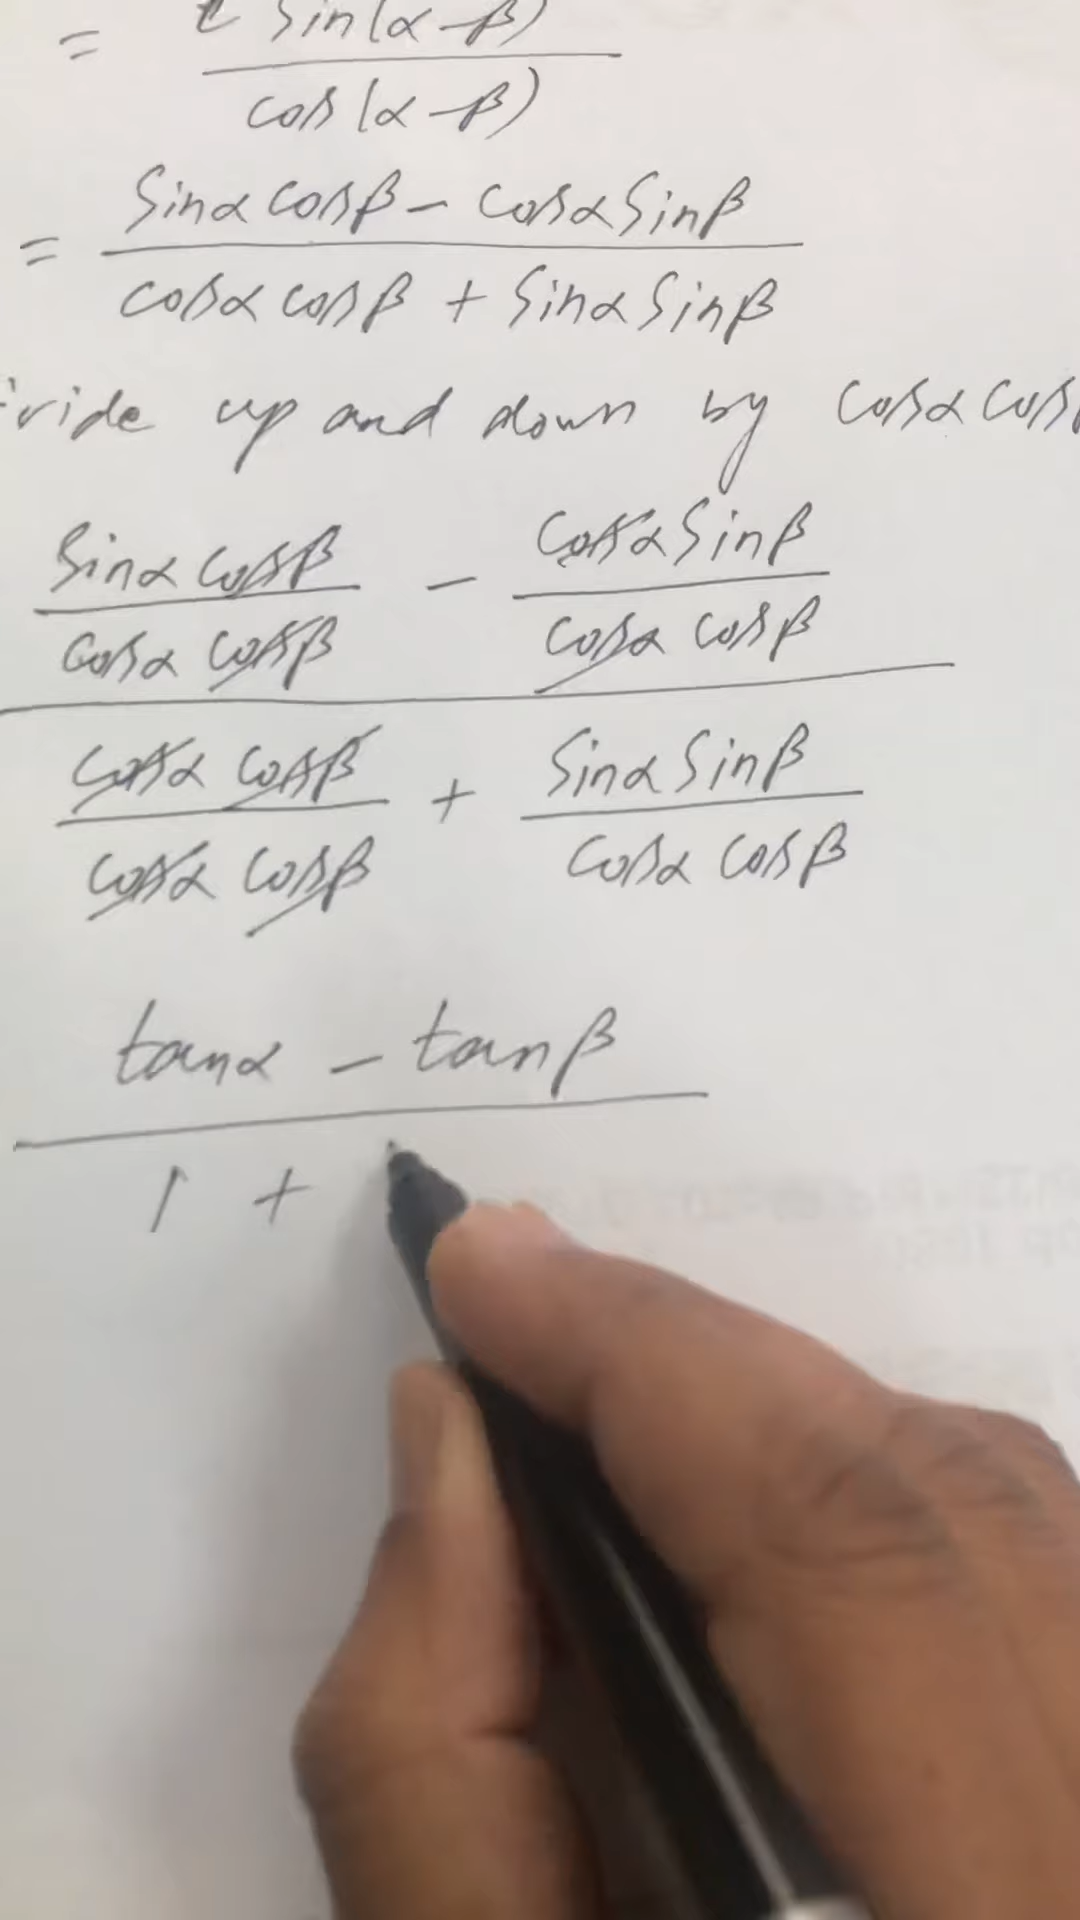 = sin(α-β)
cos(α-β)
= Sinα cosβ - cosα Sinβ
cosα cosβ + Sinα Sinβ
up and down by cosα cos
Sinα cosβ - cosα Sinβ
cosα cosβ cosα cosβ
cosα cosβ + Sinα Sinβ
cosα cosβ cosα cosβ
tanα - tanβ
1 +